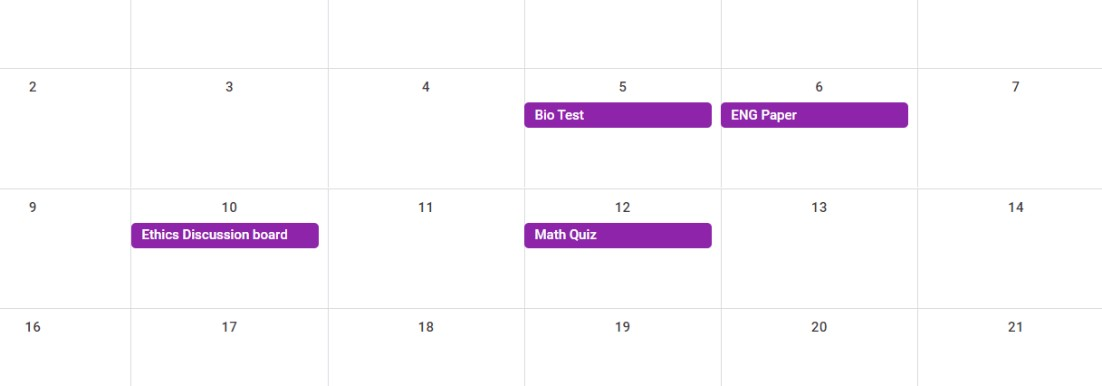 2 3 4 5 6 7
Bio Test ENG Paper
9 10 11 12 13 14
Ethics Discussion board Math Quiz
16 17 18 19 20 21